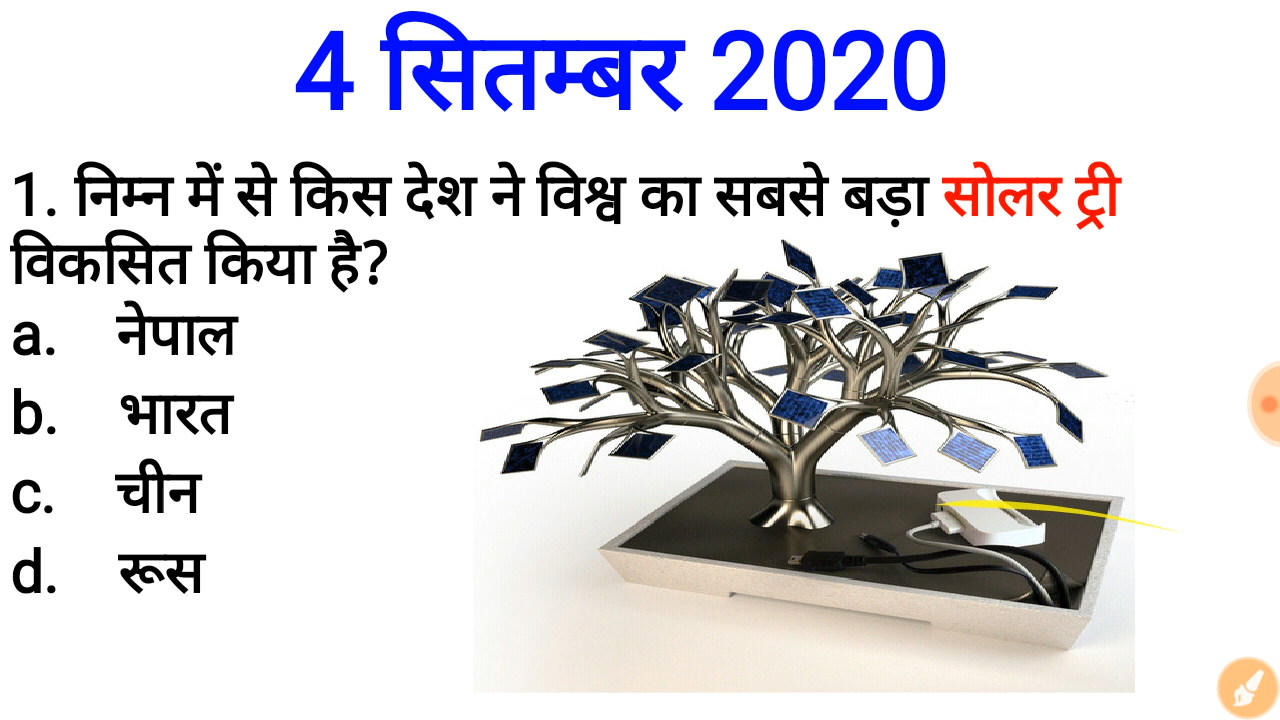 4 सितम्बर 2020
1. निम्न में से किस देश ने विश्व का सबसे बड़ा सोलर ट्री
विकसित किया है?
a. नेपाल
b. भारत
c. चीन
d. रूस